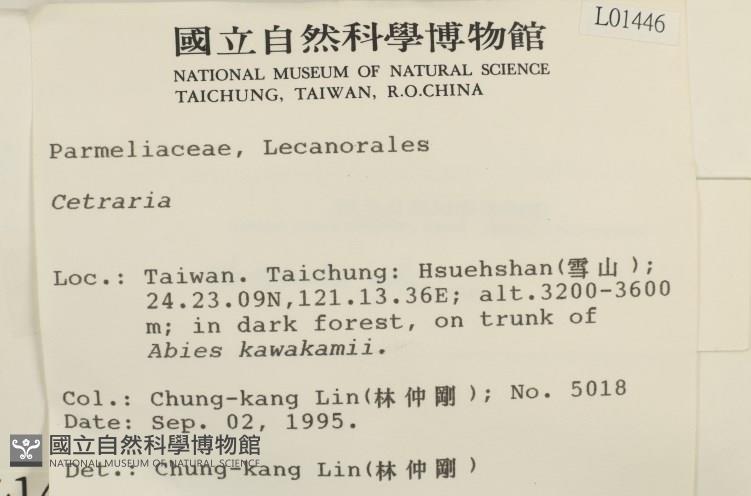 L01446
國立自然科學博物館
NATIONAL MUSEUM OF NATURAL SCIENCE
TAICHUNG, TAIWAN, R.O.CHINA
Parmeliaceae, Lecanorales
Cetraria
Loc.: Taiwan. Taichung: Hsuehshan(雪山);
24.23.09N,121.13.36E; alt.3200-3600
m; in dark forest, on trunk of
Abies kawakamii.
Col.: Chung-kang Lin(林仲剛); No. 5018
Date: Sep. 02, 1995.
國立自然科學博物館
NATIONAL MUSEUM OF NATURAL SCIENCE
Det.: Chung-kang Lin(林仲剛)